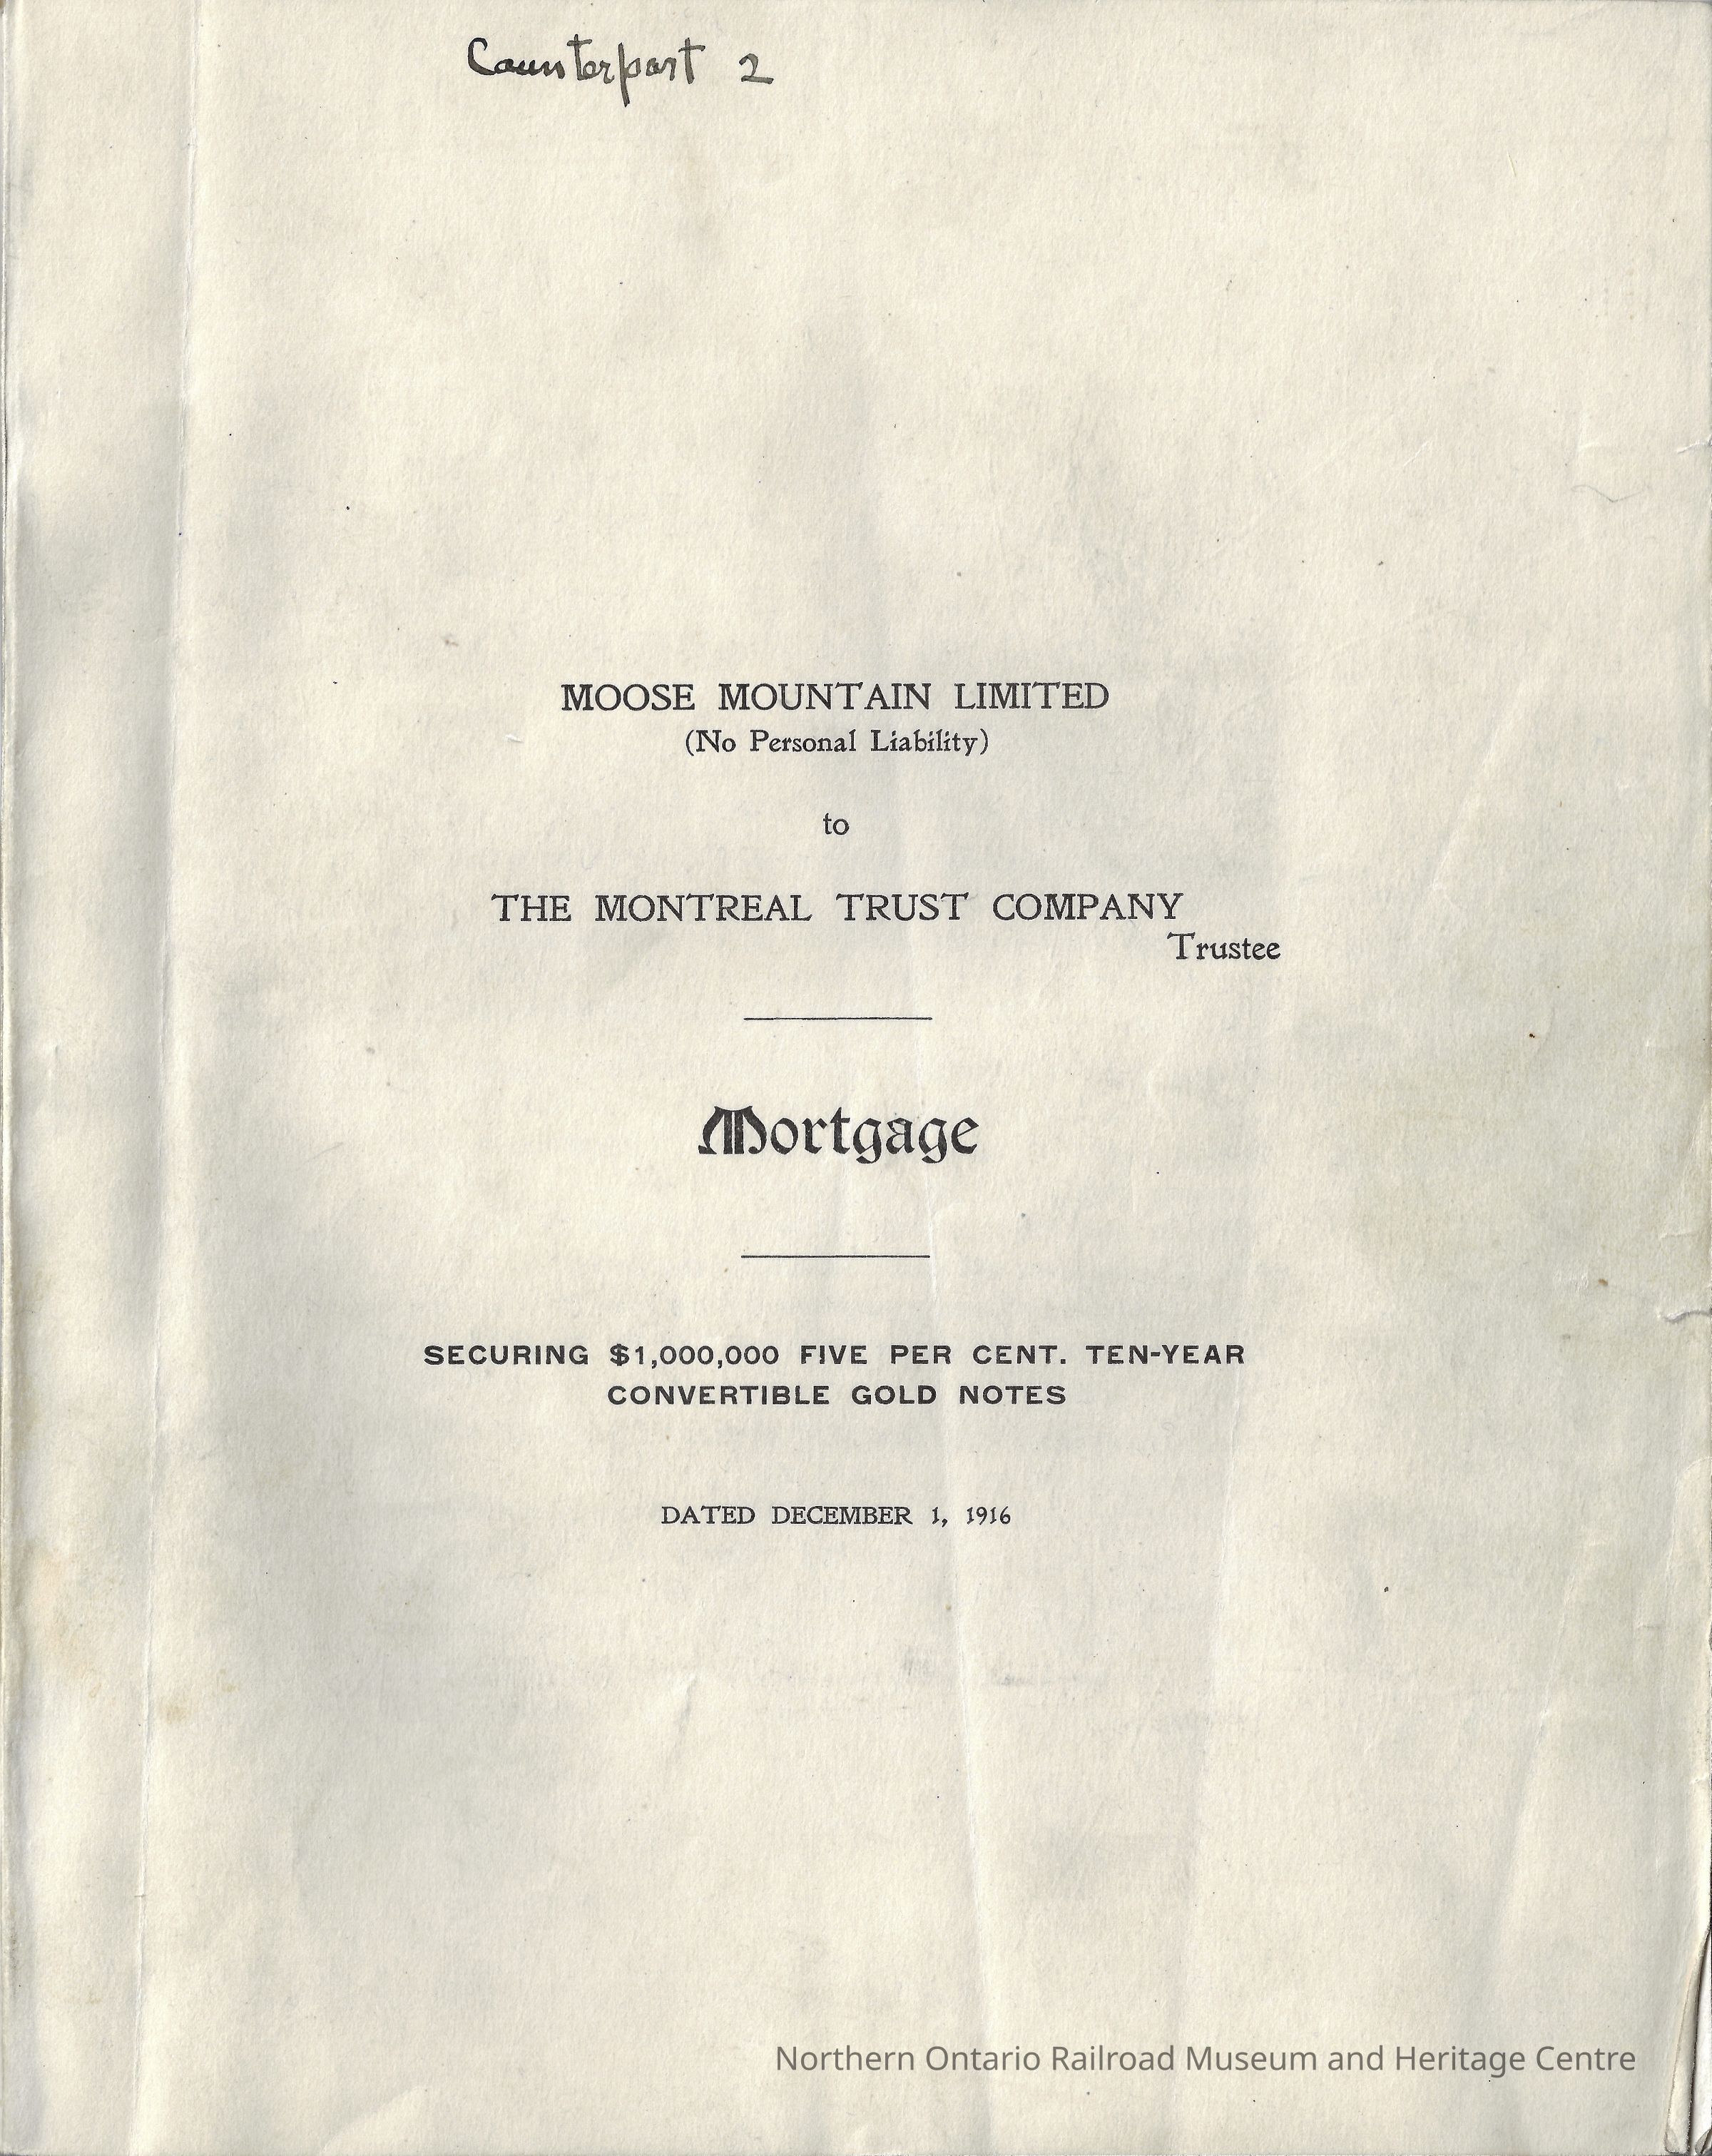 Counterpart 2
MOOSE MOUNTAIN LIMITED
(No Personal Liability)
to
THE MONTREAL TRUST COMPANY
Trustee
Mortgage
SECURING $1,000,000 FIVE PER CENT. TEN-YEAR
CONVERTIBLE GOLD NOTES
DATED DECEMBER 1, 1916
Northern Ontario Railroad Museum and Heritage Centre